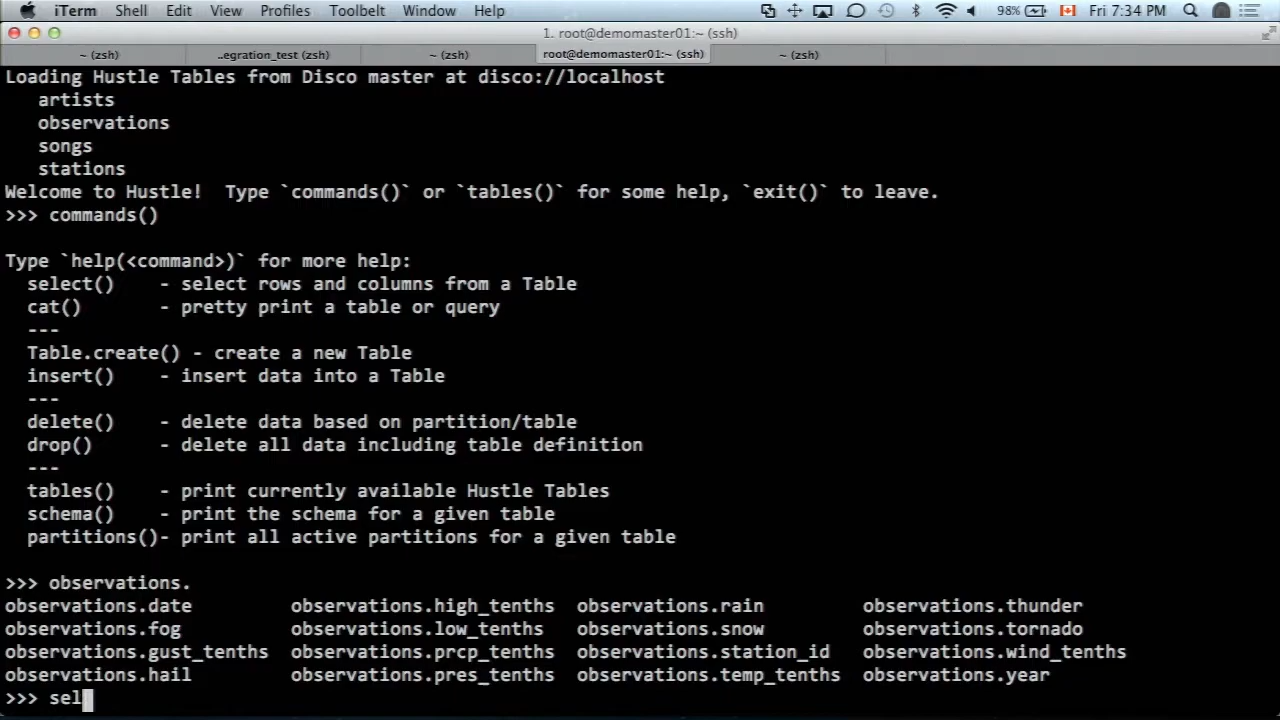 iTerm Shell Edit View Profiles Toolbelt Window Help 98% Fri 7:34 PM
1. root@demomaster01:~ (ssh)
~ (zsh) ..egration_test (zsh) ~ (zsh) root@demomaster01:~ (ssh) ~ (zsh)
Loading Hustle Tables from Disco master at disco://localhost
   artists
   observations
   songs
   stations
Welcome to Hustle!  Type `commands()` or `tables()` for some help, `exit()` to leave.
>>> commands()
Type `help(<command>)` for more help:
  select()    - select rows and columns from a Table
  cat()       - pretty print a table or query
  ---
  Table.create() - create a new Table
  insert()    - insert data into a Table
  ---
  delete()    - delete data based on partition/table
  drop()      - delete all data including table definition
  ---
  tables()    - print currently available Hustle Tables
  schema()    - print the schema for a given table
  partitions()- print all active partitions for a given table
>>> observations.
observations.date         observations.high_tenths  observations.rain         observations.thunder
observations.fog          observations.low_tenths   observations.snow         observations.tornado
observations.gust_tenths  observations.prcp_tenths  observations.station_id   observations.wind_tenths
observations.hail         observations.pres_tenths  observations.temp_tenths  observations.year
>>> sel